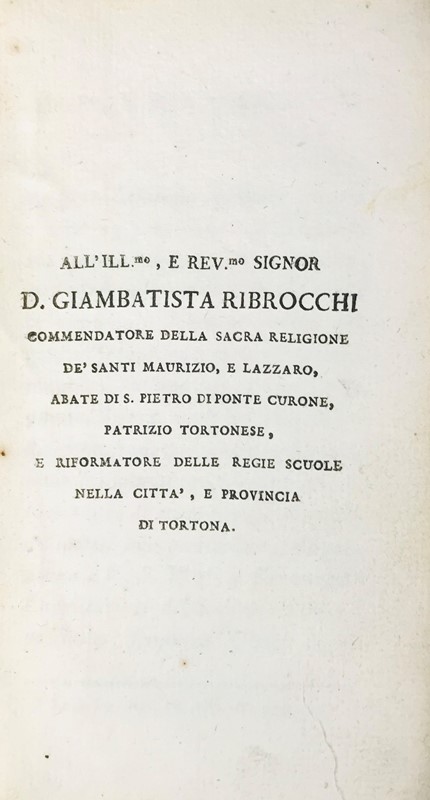 ALL'ILL.mo , E REV.mo SIGNOR
D. GIAMBATISTA RIBROCCHI
COMMENDATORE DELLA SACRA RELIGIONE
DE' SANTI MAURIZIO, E LAZZARO,
ABATE DI S. PIETRO DI PONTE CURONE,
PATRIZIO TORTONESE,
E RIFORMATORE DELLE REGIE SCUOLE
NELLA CITTA' , E PROVINCIA
DI TORTONA.